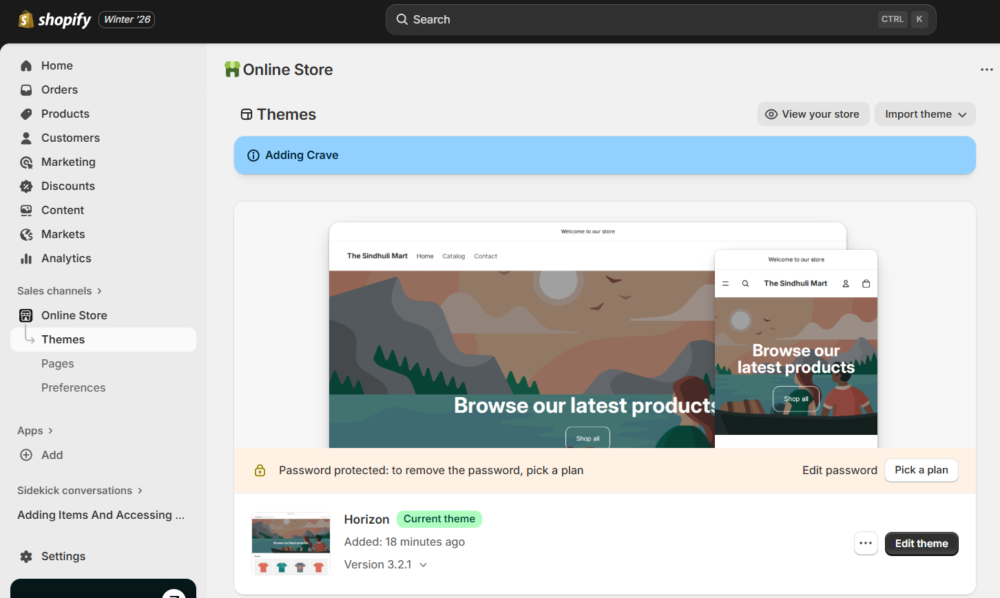 shopify Winter '26
Search CTRL K
Home
Orders
Products
Customers
Marketing
Discounts
Content
Markets
Analytics
Sales channels
Online Store
Themes
Pages
Preferences
Apps
Add
Sidekick conversations
Adding Items And Accessing ...
Settings
Online Store
Themes
View your store
Import theme
Adding Crave
Welcome to our store
The Sindhuli Mart Home Catalog Contact
Browse our latest products
Shop all
Welcome to our store
The Sindhuli Mart
Browse our
latest products
Shop all
Password protected: to remove the password, pick a plan
Edit password
Pick a plan
Horizon Current theme
Added: 18 minutes ago
Version 3.2.1
Edit theme